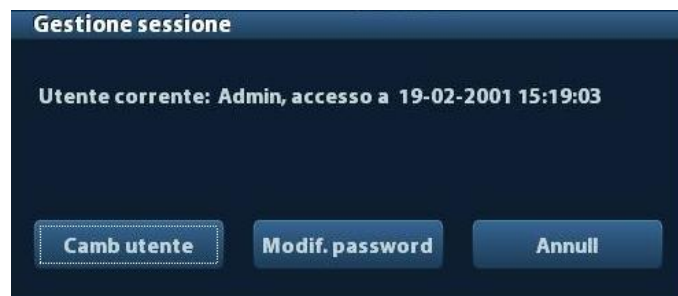 Gestione sessione
Utente corrente: Admin, accesso a 19-02-2001 15:19:03
Camb utente Modif. password Annull